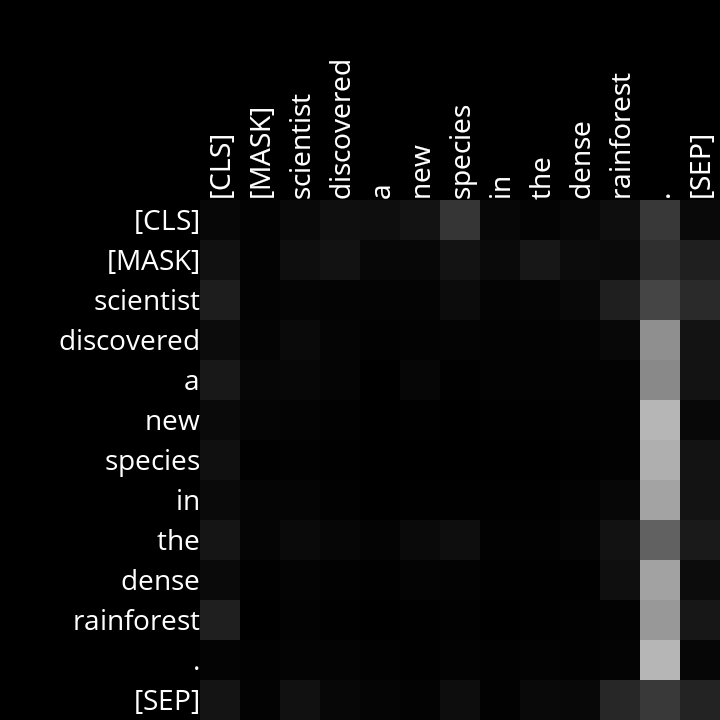 [CLS] [MASK] scientist discovered a new species in the dense rainforest . [SEP]
[CLS]
[MASK]
scientist
discovered
a
new
species
in
the
dense
rainforest
.
[SEP]